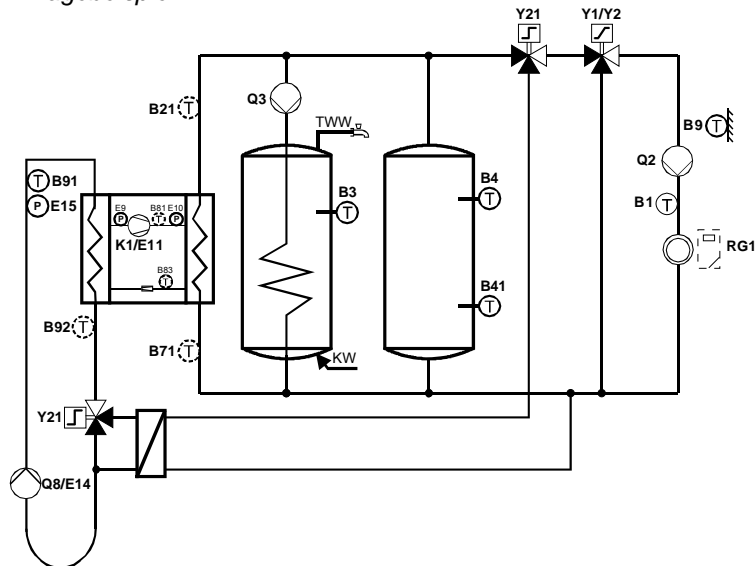 Y21
Y1/Y2
Q3
B21 T
TWW
B9 T
Q2
T B91
P E15
B3
T
B4
T
B1 T
E9 B81 E10
P T P
K1/E11
RG1
B83
T
B41
T
B92 T
B71 T
KW
Y21
Q8/E14